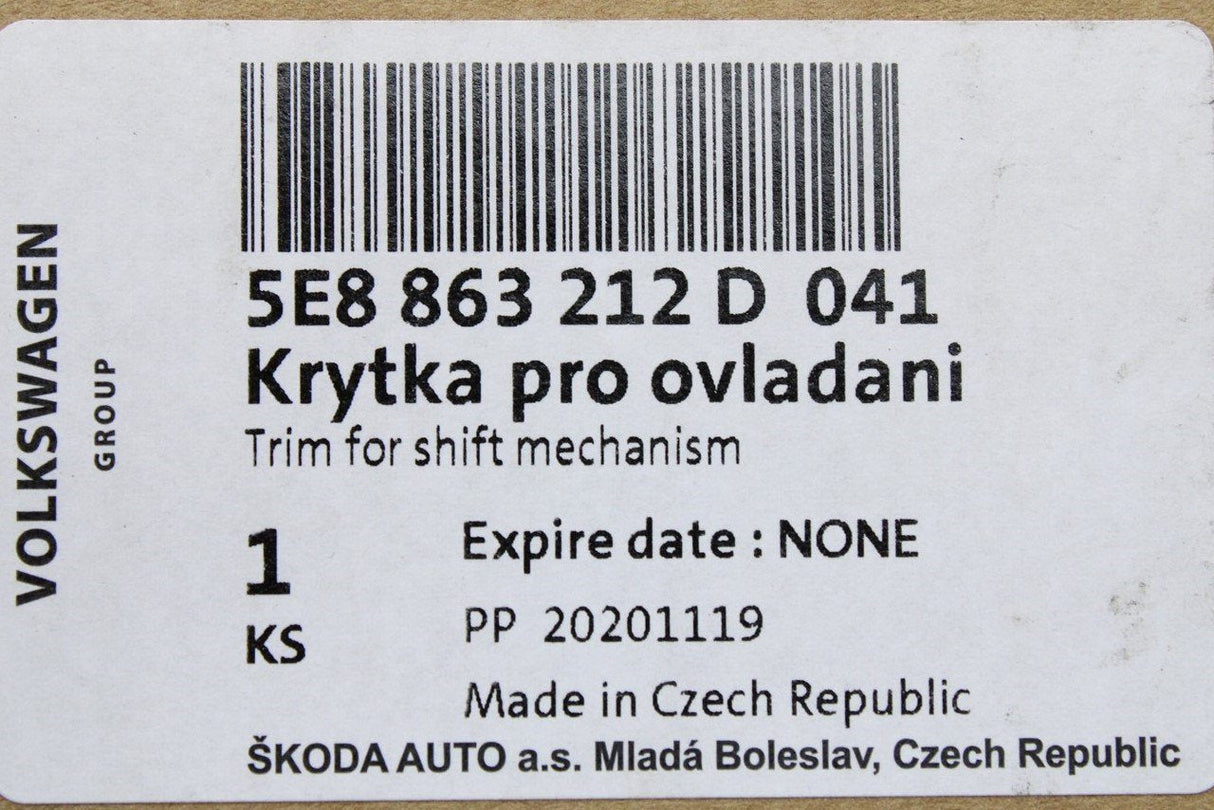 VOLKSWAGEN
GROUP
5E8 863 212 D 041
Krytka pro ovladani
Trim for shift mechanism
1
KS
Expire date : NONE
PP 20201119
Made in Czech Republic
ŠKODA AUTO a.s. Mladá Boleslav, Czech Republic